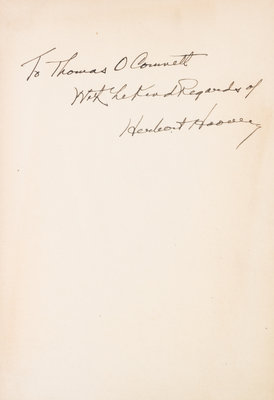 To Thomas O Connell
With the Kind Regards of
Herbert Hoover